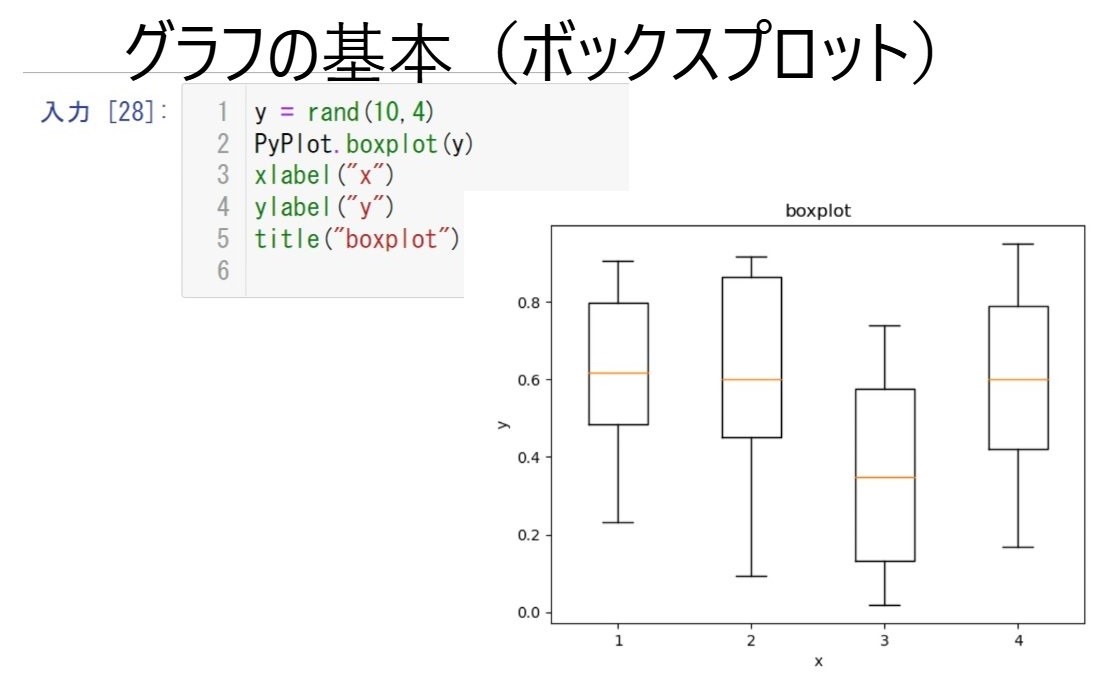 グラフの基本（ボックスプロット）
入力 [28]:
1 y = rand(10,4)
2 PyPlot.boxplot(y)
3 xlabel("x")
4 ylabel("y")
5 title("boxplot")
6
boxplot
0.8
0.6
0.4
0.2
0.0
y
1 2 3 4
x